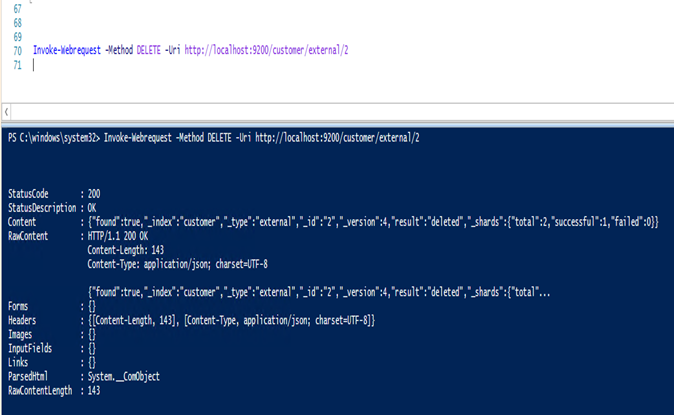 67
68
69
70 Invoke-Webrequest -Method DELETE -Uri http://localhost:9200/customer/external/2
71
PS C:\windows\system32> Invoke-Webrequest -Method DELETE -Uri http://localhost:9200/customer/external/2
StatusCode : 200
StatusDescription : OK
Content : {"found":true,"_index":"customer","_type":"external","_id":"2","_version":4,"result":"deleted","_shards":{"total":2,"successful":1,"failed":0}}
RawContent : HTTP/1.1 200 OK
Content-Length: 143
Content-Type: application/json; charset=UTF-8
{"found":true,"_index":"customer","_type":"external","_id":"2","_version":4,"result":"deleted","_shards":{"total"...
Forms : {}
Headers : {[Content-Length, 143], [Content-Type, application/json; charset=UTF-8]}
Images : {}
InputFields : {}
Links : {}
ParsedHtml : System.__ComObject
RawContentLength : 143